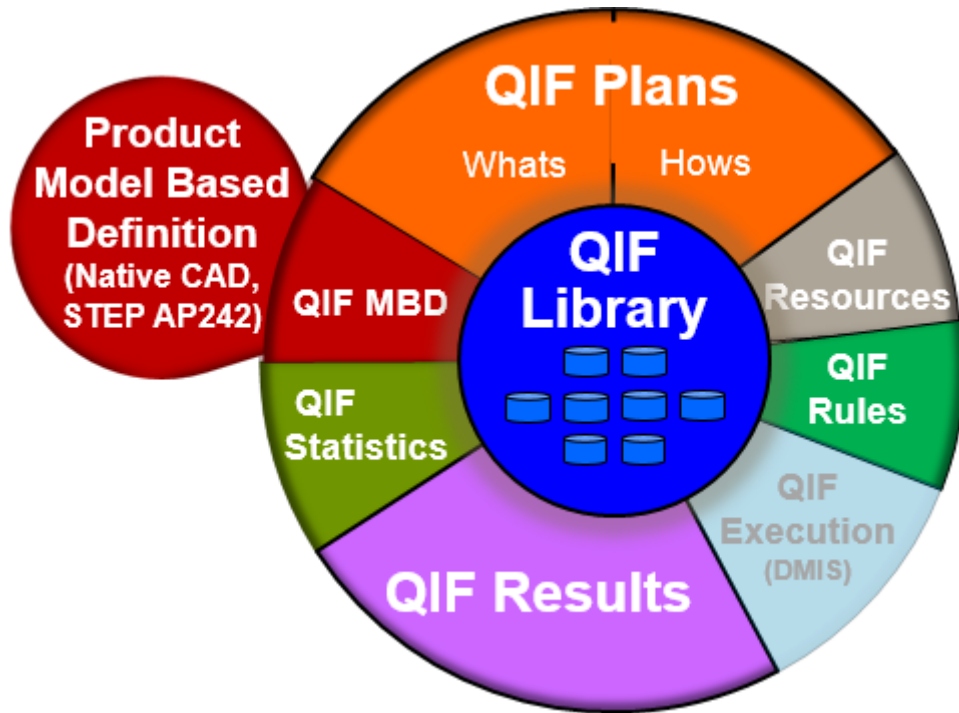 QIF Plans
Whats
Hows
Product
Model Based
Definition
(Native CAD,
STEP AP242)
QIF MBD
QIF
Library
QIF
Resources
QIF
Rules
QIF
Statistics
QIF
Execution
(DMIS)
QIF Results